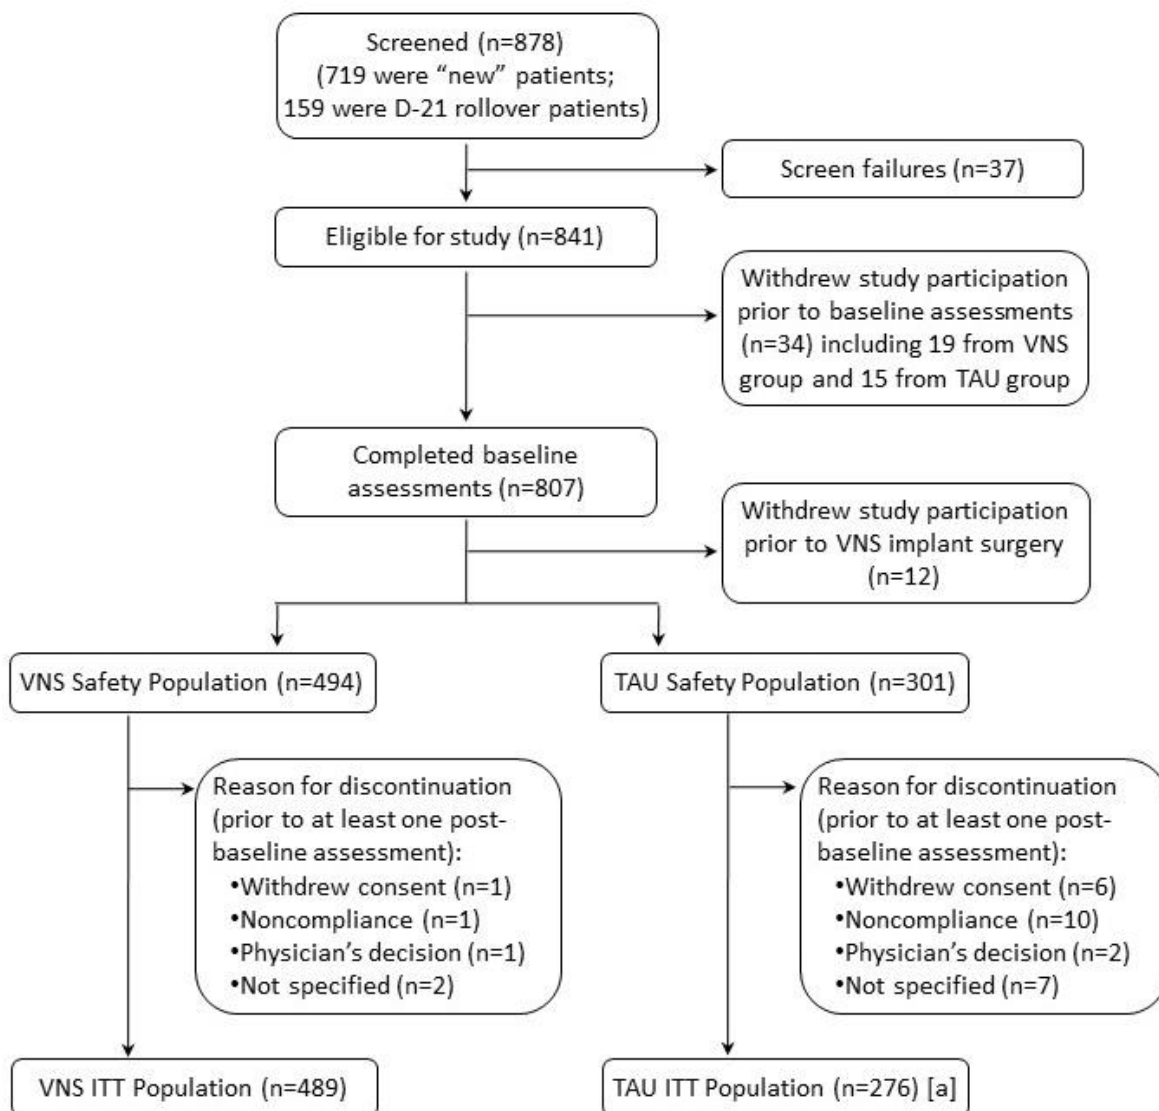 Screened (n=878)
(719 were “new” patients;
159 were D-21 rollover patients)
Screen failures (n=37)
Eligible for study (n=841)
Withdrew study participation
prior to baseline assessments
(n=34) including 19 from VNS
group and 15 from TAU group
Completed baseline
assessments (n=807)
Withdrew study participation
prior to VNS implant surgery
(n=12)
VNS Safety Population (n=494)
TAU Safety Population (n=301)
Reason for discontinuation
(prior to at least one post-
baseline assessment):
•Withdrew consent (n=1)
•Noncompliance (n=1)
•Physician’s decision (n=1)
•Not specified (n=2)
Reason for discontinuation
(prior to at least one post-
baseline assessment):
•Withdrew consent (n=6)
•Noncompliance (n=10)
•Physician’s decision (n=2)
•Not specified (n=7)
VNS ITT Population (n=489)
TAU ITT Population (n=276) [a]